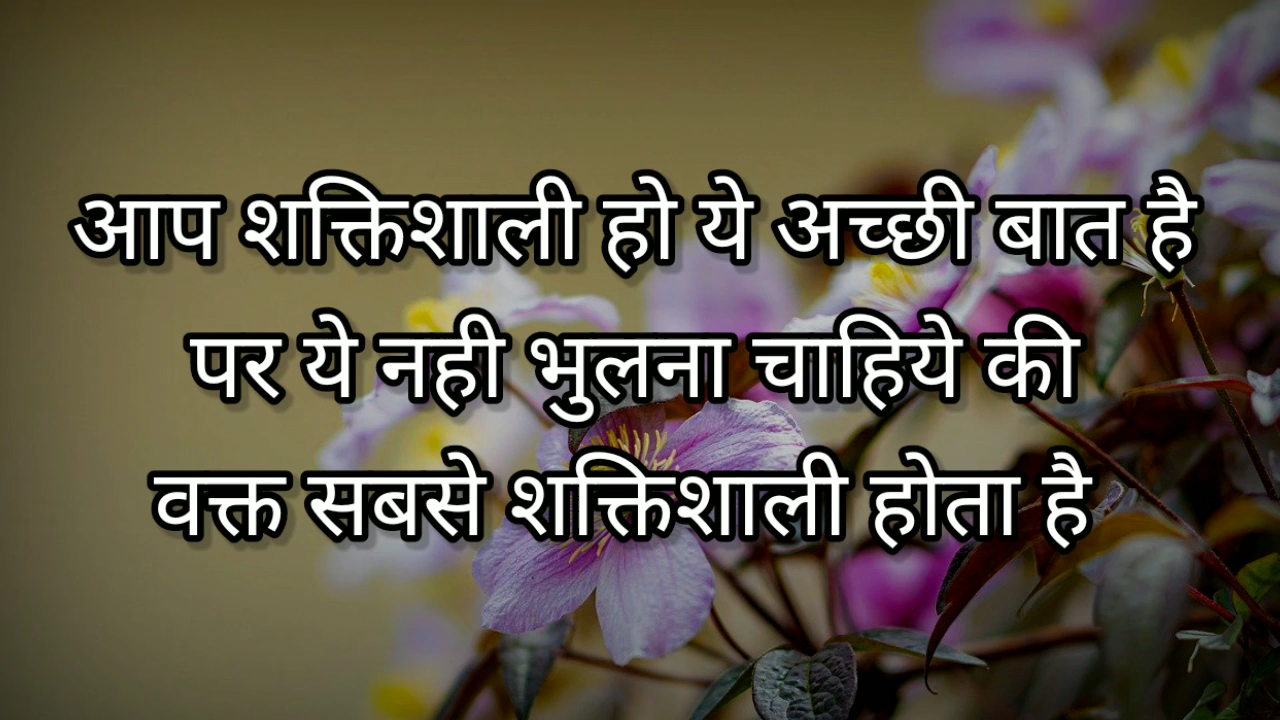 आप शक्तिशाली हो ये अच्छी बात है
पर ये नही भुलना चाहिये की
वक्त सबसे शक्तिशाली होता है